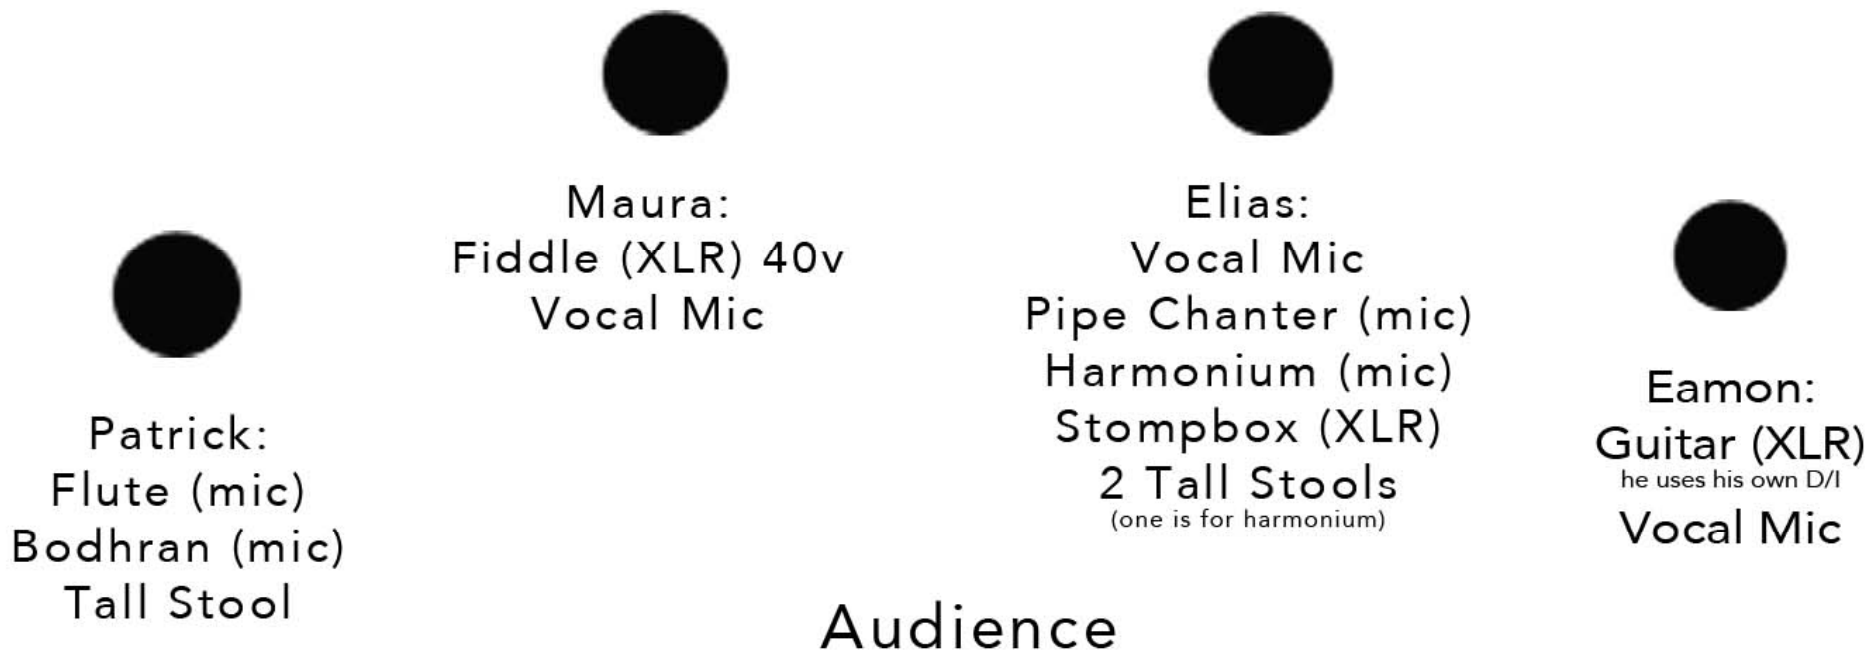 Maura:
Fiddle (XLR) 40v
Vocal Mic
Elias:
Vocal Mic
Pipe Chanter (mic)
Harmonium (mic)
Stompbox (XLR)
2 Tall Stools
(one is for harmonium)
Patrick:
Flute (mic)
Bodhran (mic)
Tall Stool
Eamon:
Guitar (XLR)
he uses his own D/I
Vocal Mic
Audience